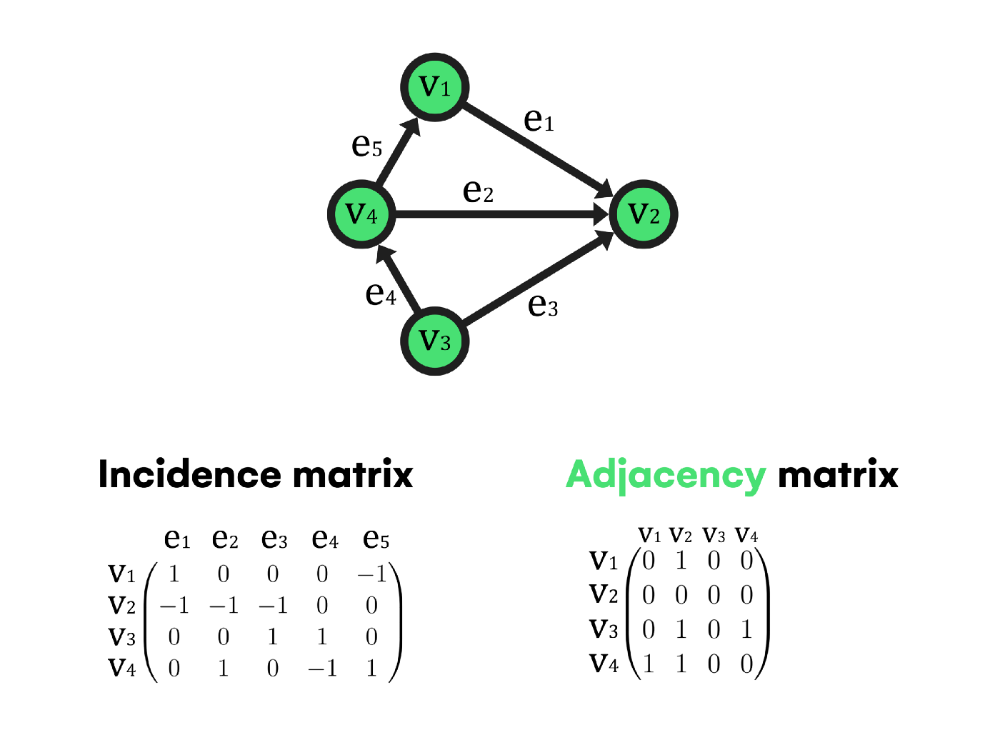 v1
e1
e5
e2
v4
v2
e4
e3
v3
Incidence matrix
e1 e2 e3 e4 e5
v1 1 0 0 0 −1
v2 −1 −1 −1 0 0
v3 0 0 1 1 0
v4 0 1 0 −1 1
Adjacency matrix
v1 v2 v3 v4
v1 0 1 0 0
v2 0 0 0 0
v3 0 1 0 1
v4 1 1 0 0